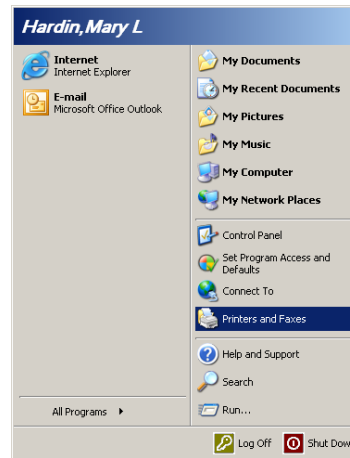 Hardin,Mary L
Internet
Internet Explorer
E-mail
Microsoft Office Outlook
All Programs
My Documents
My Recent Documents
My Pictures
My Music
My Computer
My Network Places
Control Panel
Set Program Access and
Defaults
Connect To
Printers and Faxes
Help and Support
Search
Run...
Log Off
Shut Dow